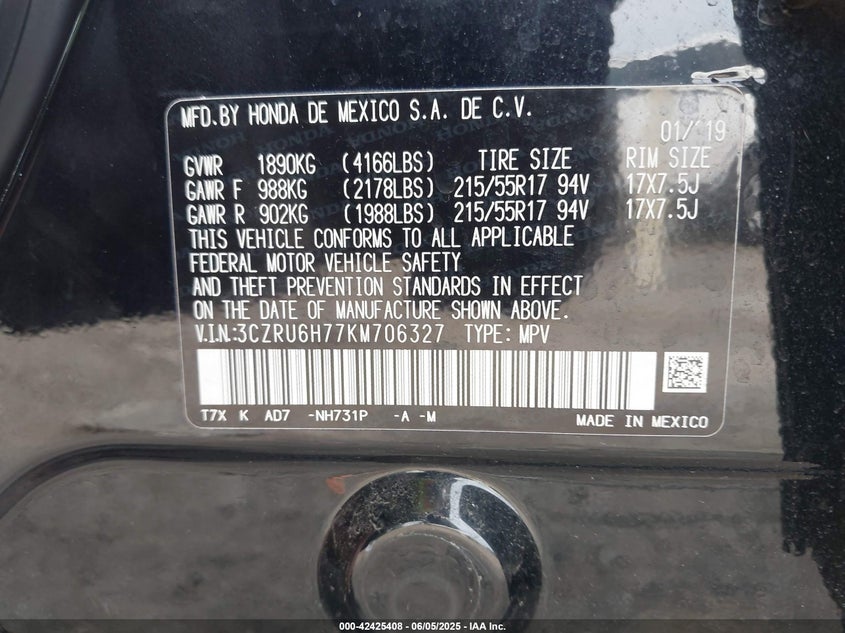 MFD. BY HONDA DE MEXICO S.A. DE C.V.
01/'19
GVWR 1890KG (4166LBS) TIRE SIZE RIM SIZE
GAWR F 988KG (2178LBS) 215/55R17 94V 17X7.5J
GAWR R 902KG (1988LBS) 215/55R17 94V 17X7.5J
THIS VEHICLE CONFORMS TO ALL APPLICABLE
FEDERAL MOTOR VEHICLE SAFETY
AND THEFT PREVENTION STANDARDS IN EFFECT
ON THE DATE OF MANUFACTURE SHOWN ABOVE.
V.I.N:3CZRU6H77KM706327 TYPE: MPV
T7X K AD7 -NH731P -A -M
MADE IN MEXICO
000-42425408 - 06/05/2025 - IAA Inc.